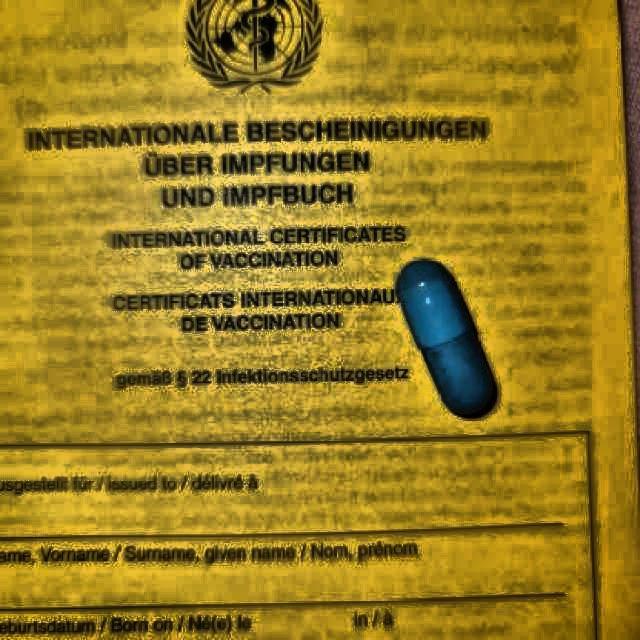 INTERNATIONALE BESCHEINIGUNGEN
ÜBER IMPFUNGEN
UND IMPFBUCH
INTERNATIONAL CERTIFICATES
OF VACCINATION
CERTIFICATS INTERNATIONAU
DE VACCINATION
gemäß § 22 Infektionsschutzgesetz
usgestellt für / issued to / délivré à
ame, Vorname / Surname, given name / Nom, prénom
eburtsdatum / Born on / Né(e) le in / à